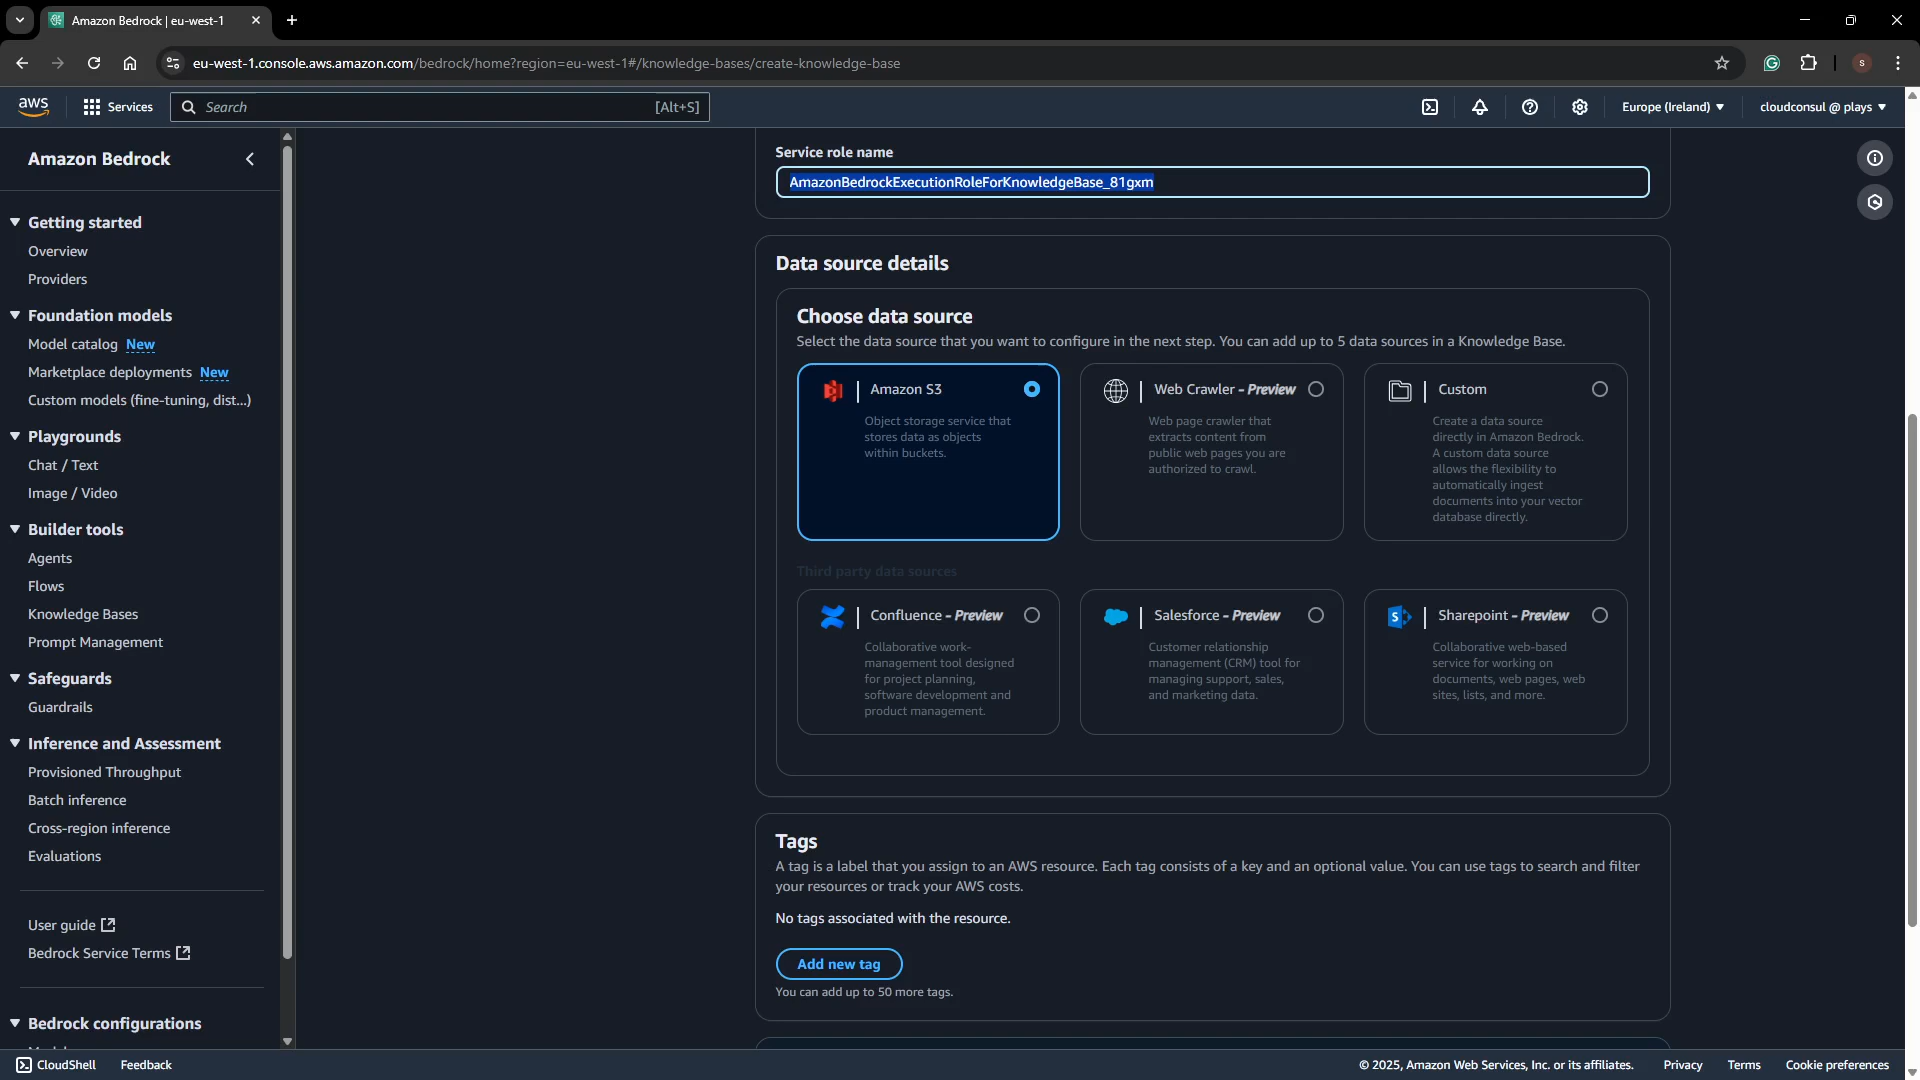 Amazon Bedrock | eu-west-1
eu-west-1.console.aws.amazon.com/bedrock/home?region=eu-west-1#/knowledge-bases/create-knowledge-base
S
aws
Services
Search
[Alt+S]
Europe (Ireland)
cloudconsul @ plays
Amazon Bedrock
Getting started
Overview
Providers
Foundation models
Model catalog New
Marketplace deployments New
Custom models (fine-tuning, dist...)
Playgrounds
Chat / Text
Image / Video
Builder tools
Agents
Flows
Knowledge Bases
Prompt Management
Safeguards
Guardrails
Inference and Assessment
Provisioned Throughput
Batch inference
Cross-region inference
Evaluations
User guide
Bedrock Service Terms
Bedrock configurations
Service role name
AmazonBedrockExecutionRoleForKnowledgeBase_81gxm
Data source details
Choose data source
Select the data source that you want to configure in the next step. You can add up to 5 data sources in a Knowledge Base.
Amazon S3
Object storage service that
stores data as objects
within buckets.
Web Crawler - Preview
Web page crawler that
extracts content from
public web pages you are
authorized to crawl.
Custom
Create a data source
directly in Amazon Bedrock.
A custom data source
allows the flexibility to
automatically ingest
documents into your vector
database directly.
Third party data sources
Confluence - Preview
Collaborative work-
management tool designed
for project planning,
software development and
product management.
Salesforce - Preview
Customer relationship
management (CRM) tool for
managing support, sales,
and marketing data.
S
Sharepoint - Preview
Collaborative web-based
service for working on
documents, web pages, web
sites, lists, and more.
Tags
A tag is a label that you assign to an AWS resource. Each tag consists of a key and an optional value. You can use tags to search and filter
your resources or track your AWS costs.
No tags associated with the resource.
Add new tag
You can add up to 50 more tags.
CloudShell
Feedback
© 2025, Amazon Web Services, Inc. or its affiliates.
Privacy
Terms
Cookie preferences